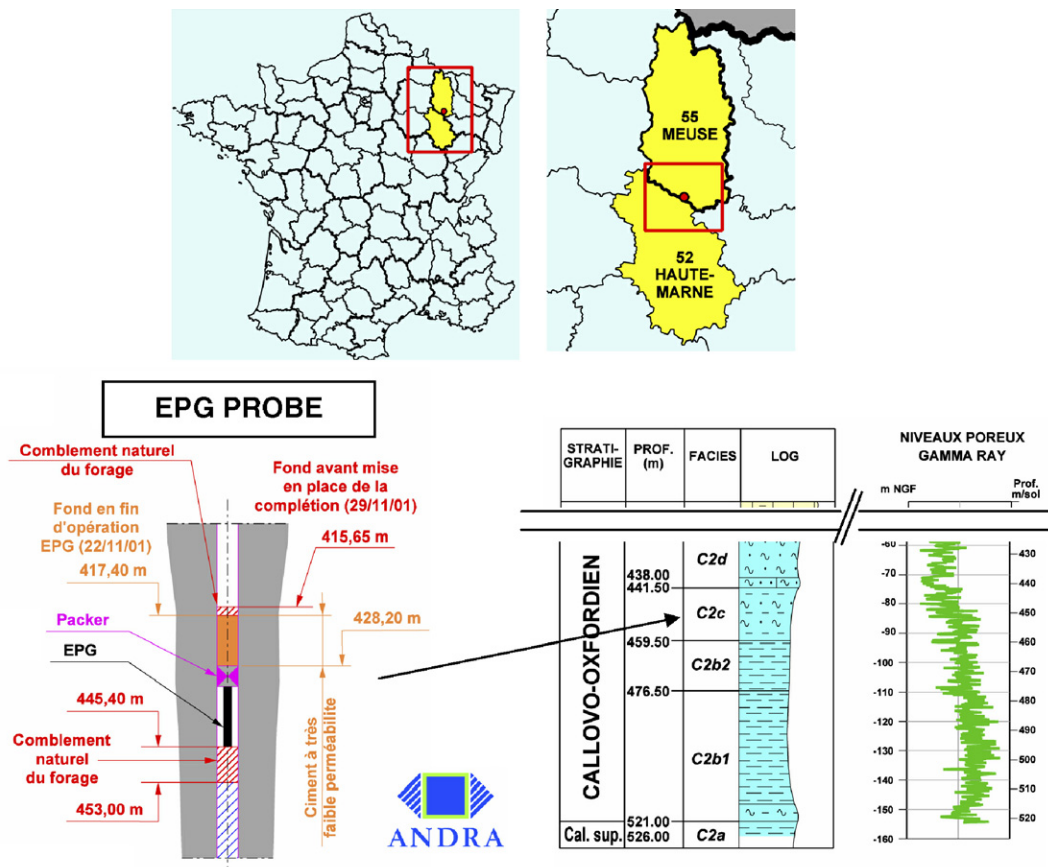 55
MEUSE
52
HAUTE-
MARNE
EPG PROBE
Comblement naturel
du forage
Fond avant mise
en place de la
complétion (29/11/01)
Fond en fin
d'opération
EPG (22/11/01)
415,65 m
417,40 m
Packer
428,20 m
EPG
445,40 m
Comblement
naturel
du forage
453,00 m
Ciment à très
faible perméabilite
ANDRA
STRATI-
GRAPHIE
PROF.
(m)
FACIES
LOG
CALLOVO-OXFORDIEN
C2d
438.00
441.50
C2c
459.50
C2b2
476.50
C2b1
521.00
Cal. sup.
526.00
C2a
NIVEAUX POREUX
GAMMA RAY
m NGF
Prof.
m/sol
-60
-70
-80
-90
-100
-110
-120
-130
-140
-150
-160
430
440
450
460
470
480
490
500
510
520